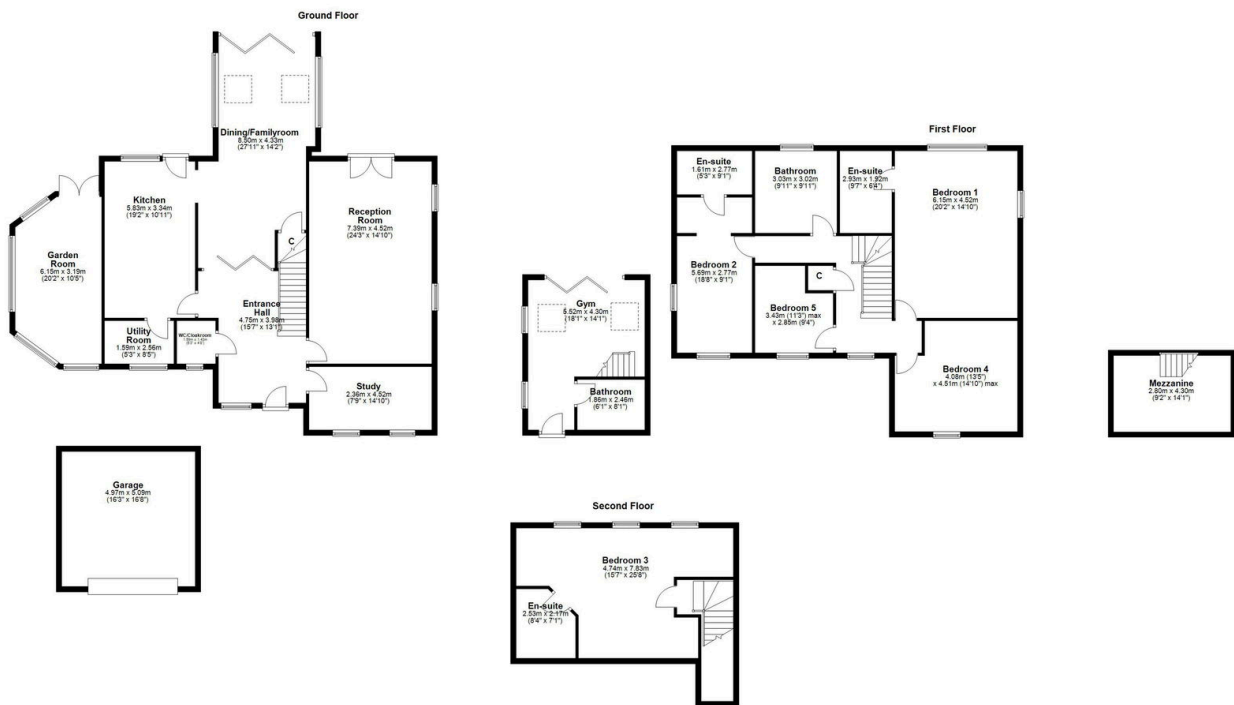 Ground Floor
Dining/Familyroom
8.50m x 4.33m
(27'11" x 14'2")
Kitchen
5.83m x 3.34m
(19'2" x 10'11")
Reception
Room
7.39m x 4.52m
(24'3" x 14'10")
C
Garden
Room
6.15m x 3.19m
(20'2" x 10'5")
Entrance
Hall
4.75m x 3.98m
(15'7" x 13'1")
Utility
Room
1.59m x 2.56m
(5'3" x 8'5")
WC/Cloakroom
Study
2.36m x 4.52m
(7'9" x 14'10")
Garage
4.97m x 5.09m
(16'3" x 16'8")
Gym
5.52m x 4.30m
(18'1" x 14'1")
Bathroom
1.86m x 2.46m
(6'1" x 8'1")
First Floor
En-suite
1.61m x 2.77m
(5'3" x 9'1")
Bathroom
3.03m x 3.02m
(9'11" x 9'11")
En-suite
2.93m x 1.92m
(9'7" x 6'4")
Bedroom 1
6.15m x 4.52m
(20'2" x 14'10")
Bedroom 2
5.69m x 2.77m
(18'8" x 9'1")
C
Bedroom 5
3.43m (11'3") max
x 2.85m (9'4")
Bedroom 4
4.08m (13'5")
x 4.51m (14'10") max
Mezzanine
2.80m x 4.30m
(9'2" x 14'1")
Second Floor
Bedroom 3
4.74m x 7.83m
(15'7" x 25'8")
En-suite
2.53m x 2.17m
(8'4" x 7'1")